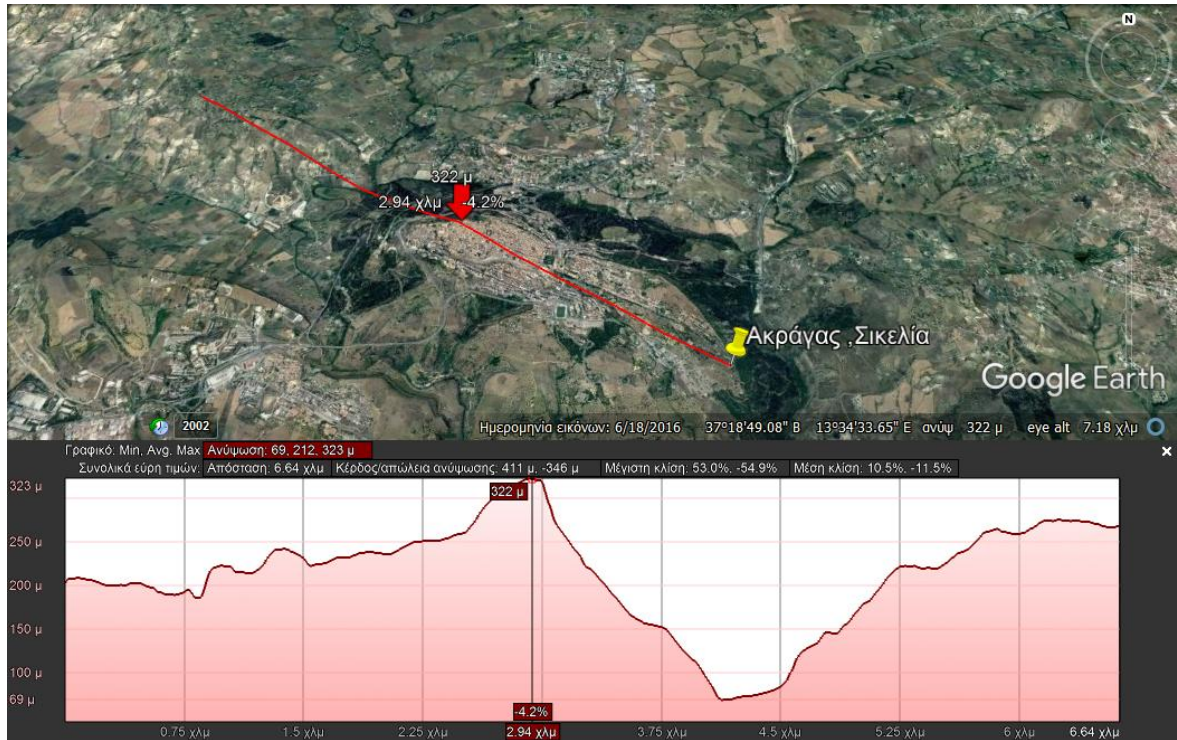 N
322 μ
2.94 χλμ -4.2%
Ακράγας ,Σικελία
Google Earth
2002
Ημερομηνία εικόνων: 6/18/2016 37°18'49.08" Β 13°34'33.65" Ε ανύψ 322 μ eye alt 7.18 χλμ
Γραφικό: Min, Avg, Max Ανύψωση: 69, 212, 323 μ
Συνολικά εύρη τιμών: Απόσταση: 6.64 χλμ Κέρδος/απώλεια ανύψωσης: 411 μ, -346 μ Μέγιστη κλίση: 53.0%, -54.9% Μέση κλίση: 10.5%, -11.5%
323 μ
322 μ
250 μ
200 μ
150 μ
100 μ
69 μ
-4.2%
0.75 χλμ 1.5 χλμ 2.25 χλμ 2.94 χλμ 3.75 χλμ 4.5 χλμ 5.25 χλμ 6 χλμ 6.64 χλμ